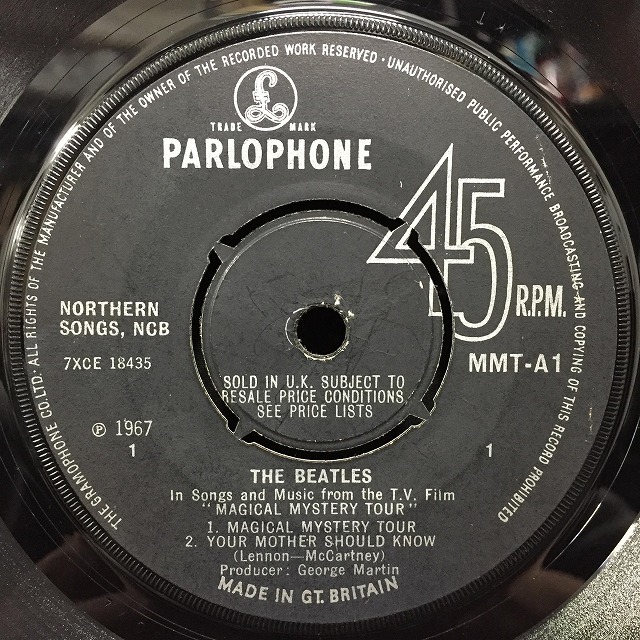 THE GRAMOPHONE CO. LTD. ALL RIGHTS OF THE MANUFACTURER AND OF THE OWNER OF THE RECORDED WORK RESERVED · UNAUTHORISED PUBLIC PERFORMANCE BROADCASTING AND COPYING OF THIS RECORD PROHIBITED
£
TRADE MARK
PARLOPHONE
45
R.P.M.
NORTHERN
SONGS, NCB
7XCE 18435
MMT-A1
SOLD IN U.K. SUBJECT TO
RESALE PRICE CONDITIONS,
SEE PRICE LISTS
℗ 1967
1
1
THE BEATLES
In Songs and Music from the T.V. Film
"MAGICAL MYSTERY TOUR"
1. MAGICAL MYSTERY TOUR
2. YOUR MOTHER SHOULD KNOW
(Lennon—McCartney)
Producer: George Martin
MADE IN GT. BRITAIN